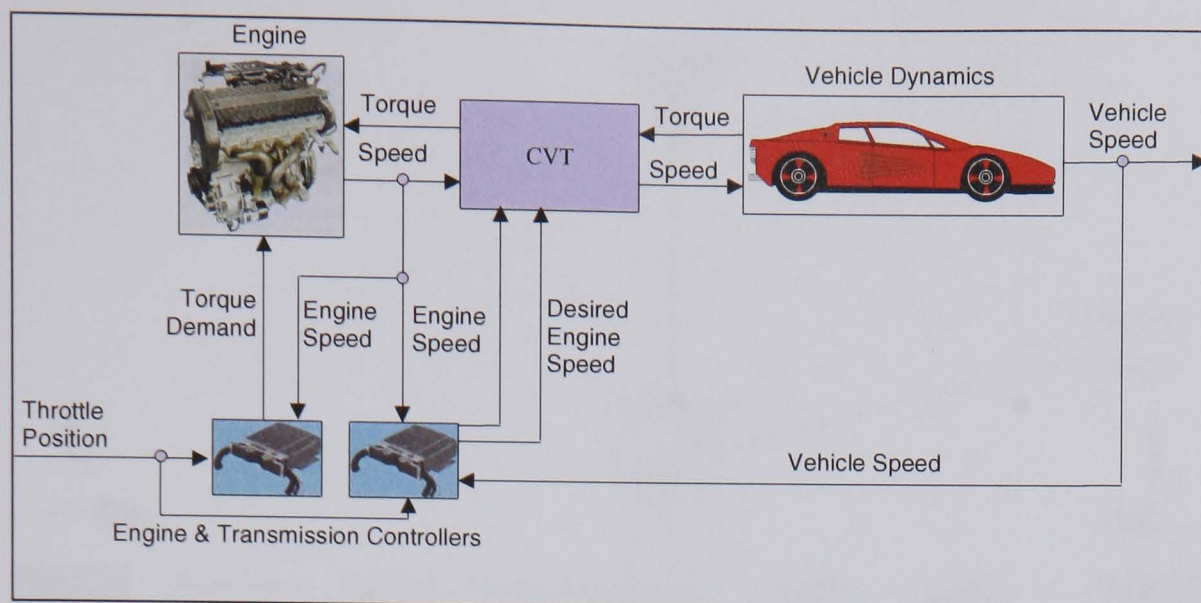 Engine
Vehicle Dynamics
Torque
Torque
Vehicle
Speed
Speed
CVT
Speed
Torque
Demand
Engine
Speed
Engine
Speed
Desired
Engine
Speed
Throttle
Position
Vehicle Speed
Engine & Transmission Controllers